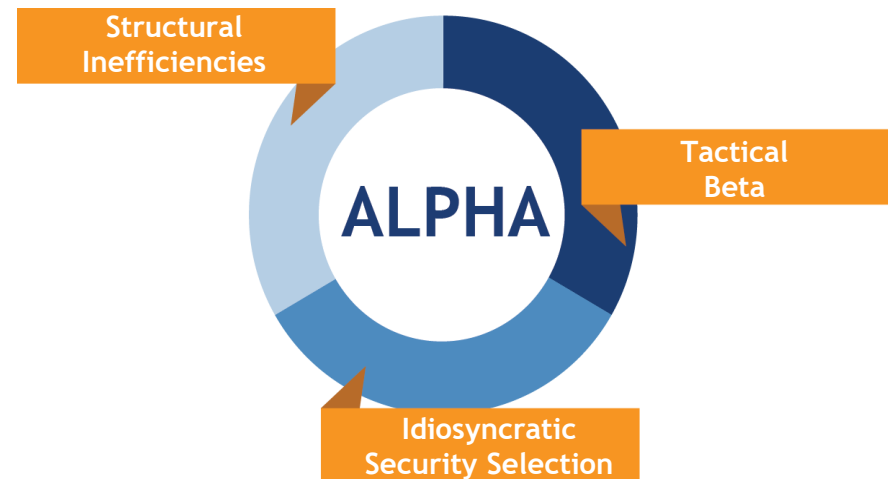 Structural
Inefficiencies
Tactical
Beta
ALPHA
Idiosyncratic
Security Selection